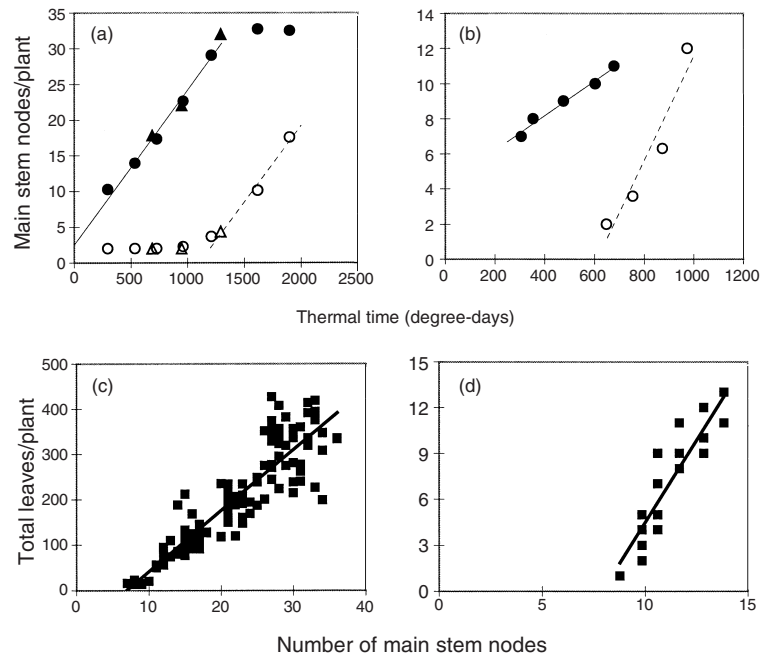 (a)
(b)
Main stem nodes/plant
35
30
25
20
15
10
5
0
0 500 1000 1500 2000 2500
14
12
10
8
6
4
2
0
0 200 400 600 800 1000 1200
Thermal time (degree-days)
(c)
(d)
Total leaves/plant
500
400
300
200
100
0
0 10 20 30 40
15
12
9
6
3
0
0 5 10 15
Number of main stem nodes